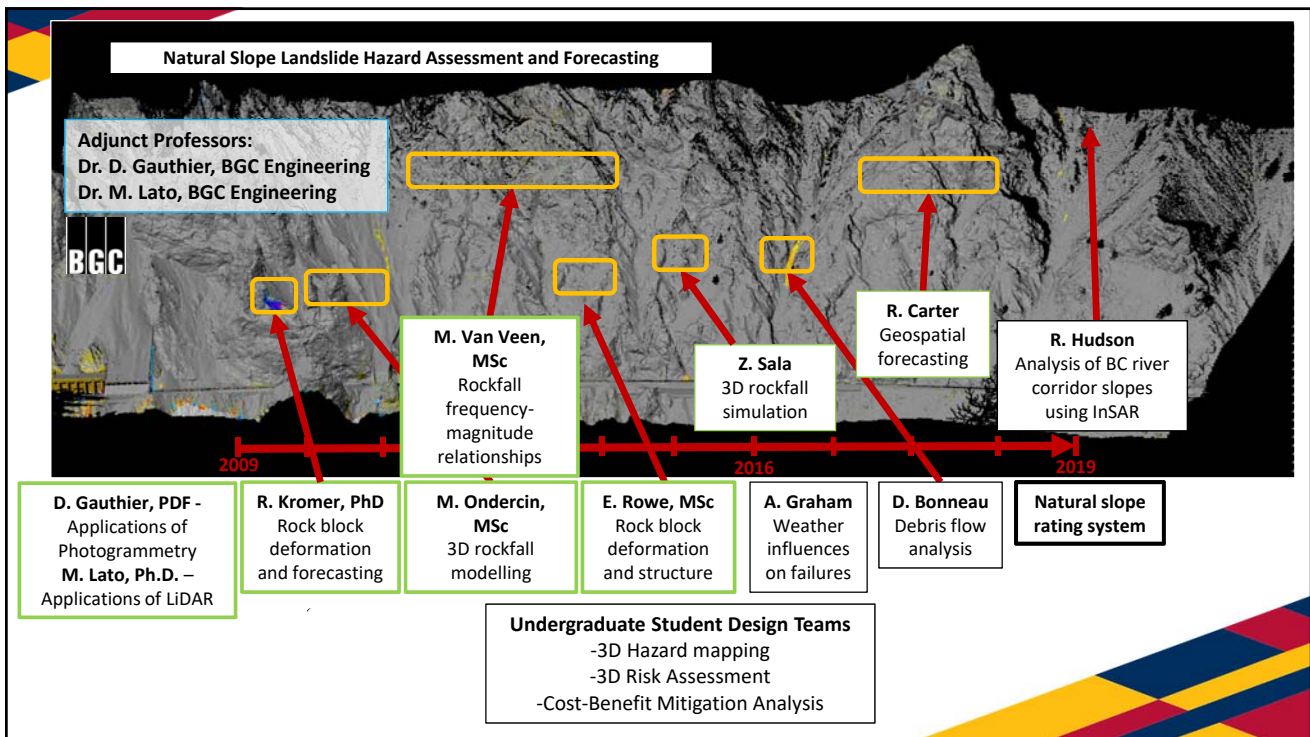 Natural Slope Landslide Hazard Assessment and Forecasting
Adjunct Professors:
Dr. D. Gauthier, BGC Engineering
Dr. M. Lato, BGC Engineering
BGC
M. Van Veen,
MSc
Rockfall
frequency-
magnitude
relationships
Z. Sala
3D rockfall
simulation
R. Carter
Geospatial
forecasting
R. Hudson
Analysis of BC river
corridor slopes
using InSAR
2009
2016
2019
D. Gauthier, PDF -
Applications of
Photogrammetry
M. Lato, Ph.D. –
Applications of LiDAR
R. Kromer, PhD
Rock block
deformation
and forecasting
M. Ondercin,
MSc
3D rockfall
modelling
E. Rowe, MSc
Rock block
deformation
and structure
A. Graham
Weather
influences
on failures
D. Bonneau
Debris flow
analysis
Natural slope
rating system
Undergraduate Student Design Teams
-3D Hazard mapping
-3D Risk Assessment
-Cost-Benefit Mitigation Analysis